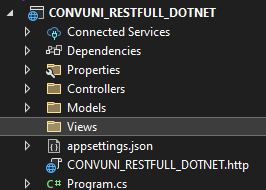 CONVUNI_RESTFULL_DOTNET
Connected Services
Dependencies
Properties
Controllers
Models
Views
appsettings.json
CONVUNI_RESTFULL_DOTNET.http
Program.cs